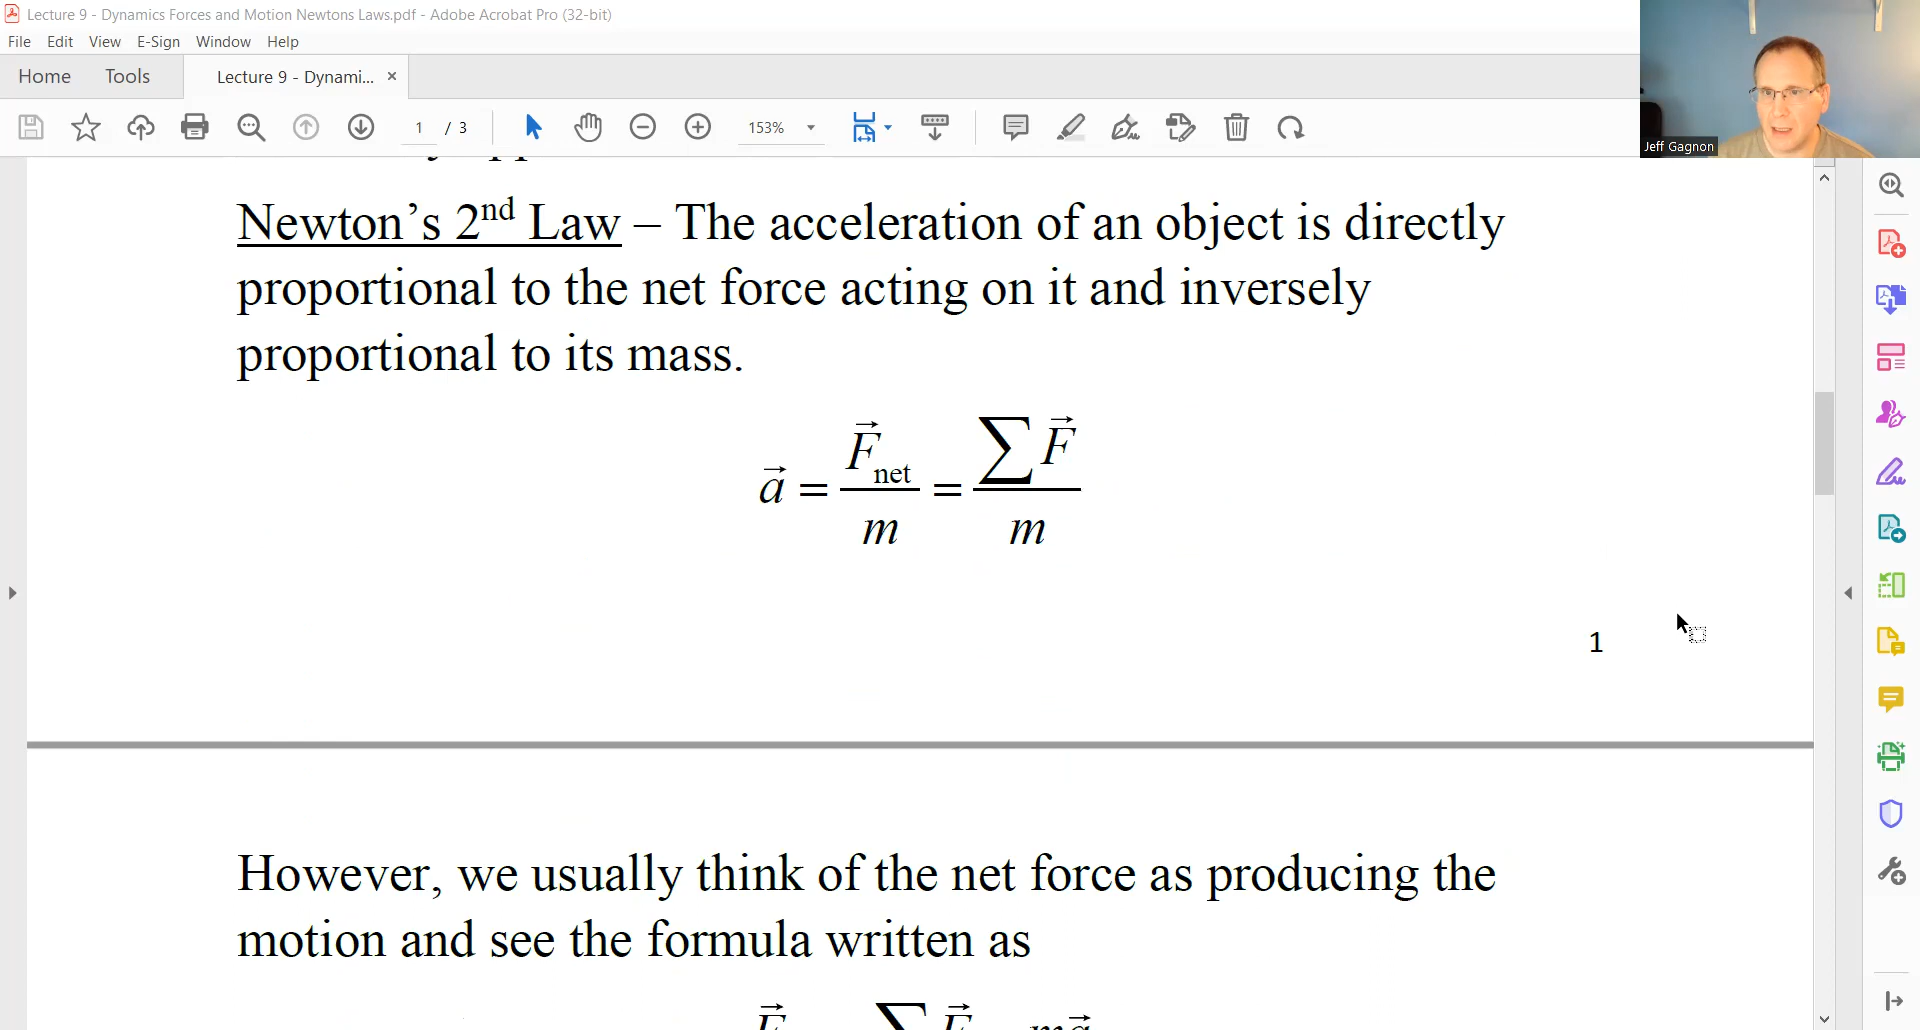 Lecture 9 - Dynamics Forces and Motion Newtons Laws.pdf - Adobe Acrobat Pro (32-bit)
File Edit View E-Sign Window Help
Home Tools Lecture 9 - Dynami... ×
1 / 3 153%
Jeff Gagnon
Newton’s 2nd Law – The acceleration of an object is directly
proportional to the net force acting on it and inversely
proportional to its mass.
a⃗ = F⃗net / m = ∑F⃗ / m
1
However, we usually think of the net force as producing the
motion and see the formula written as